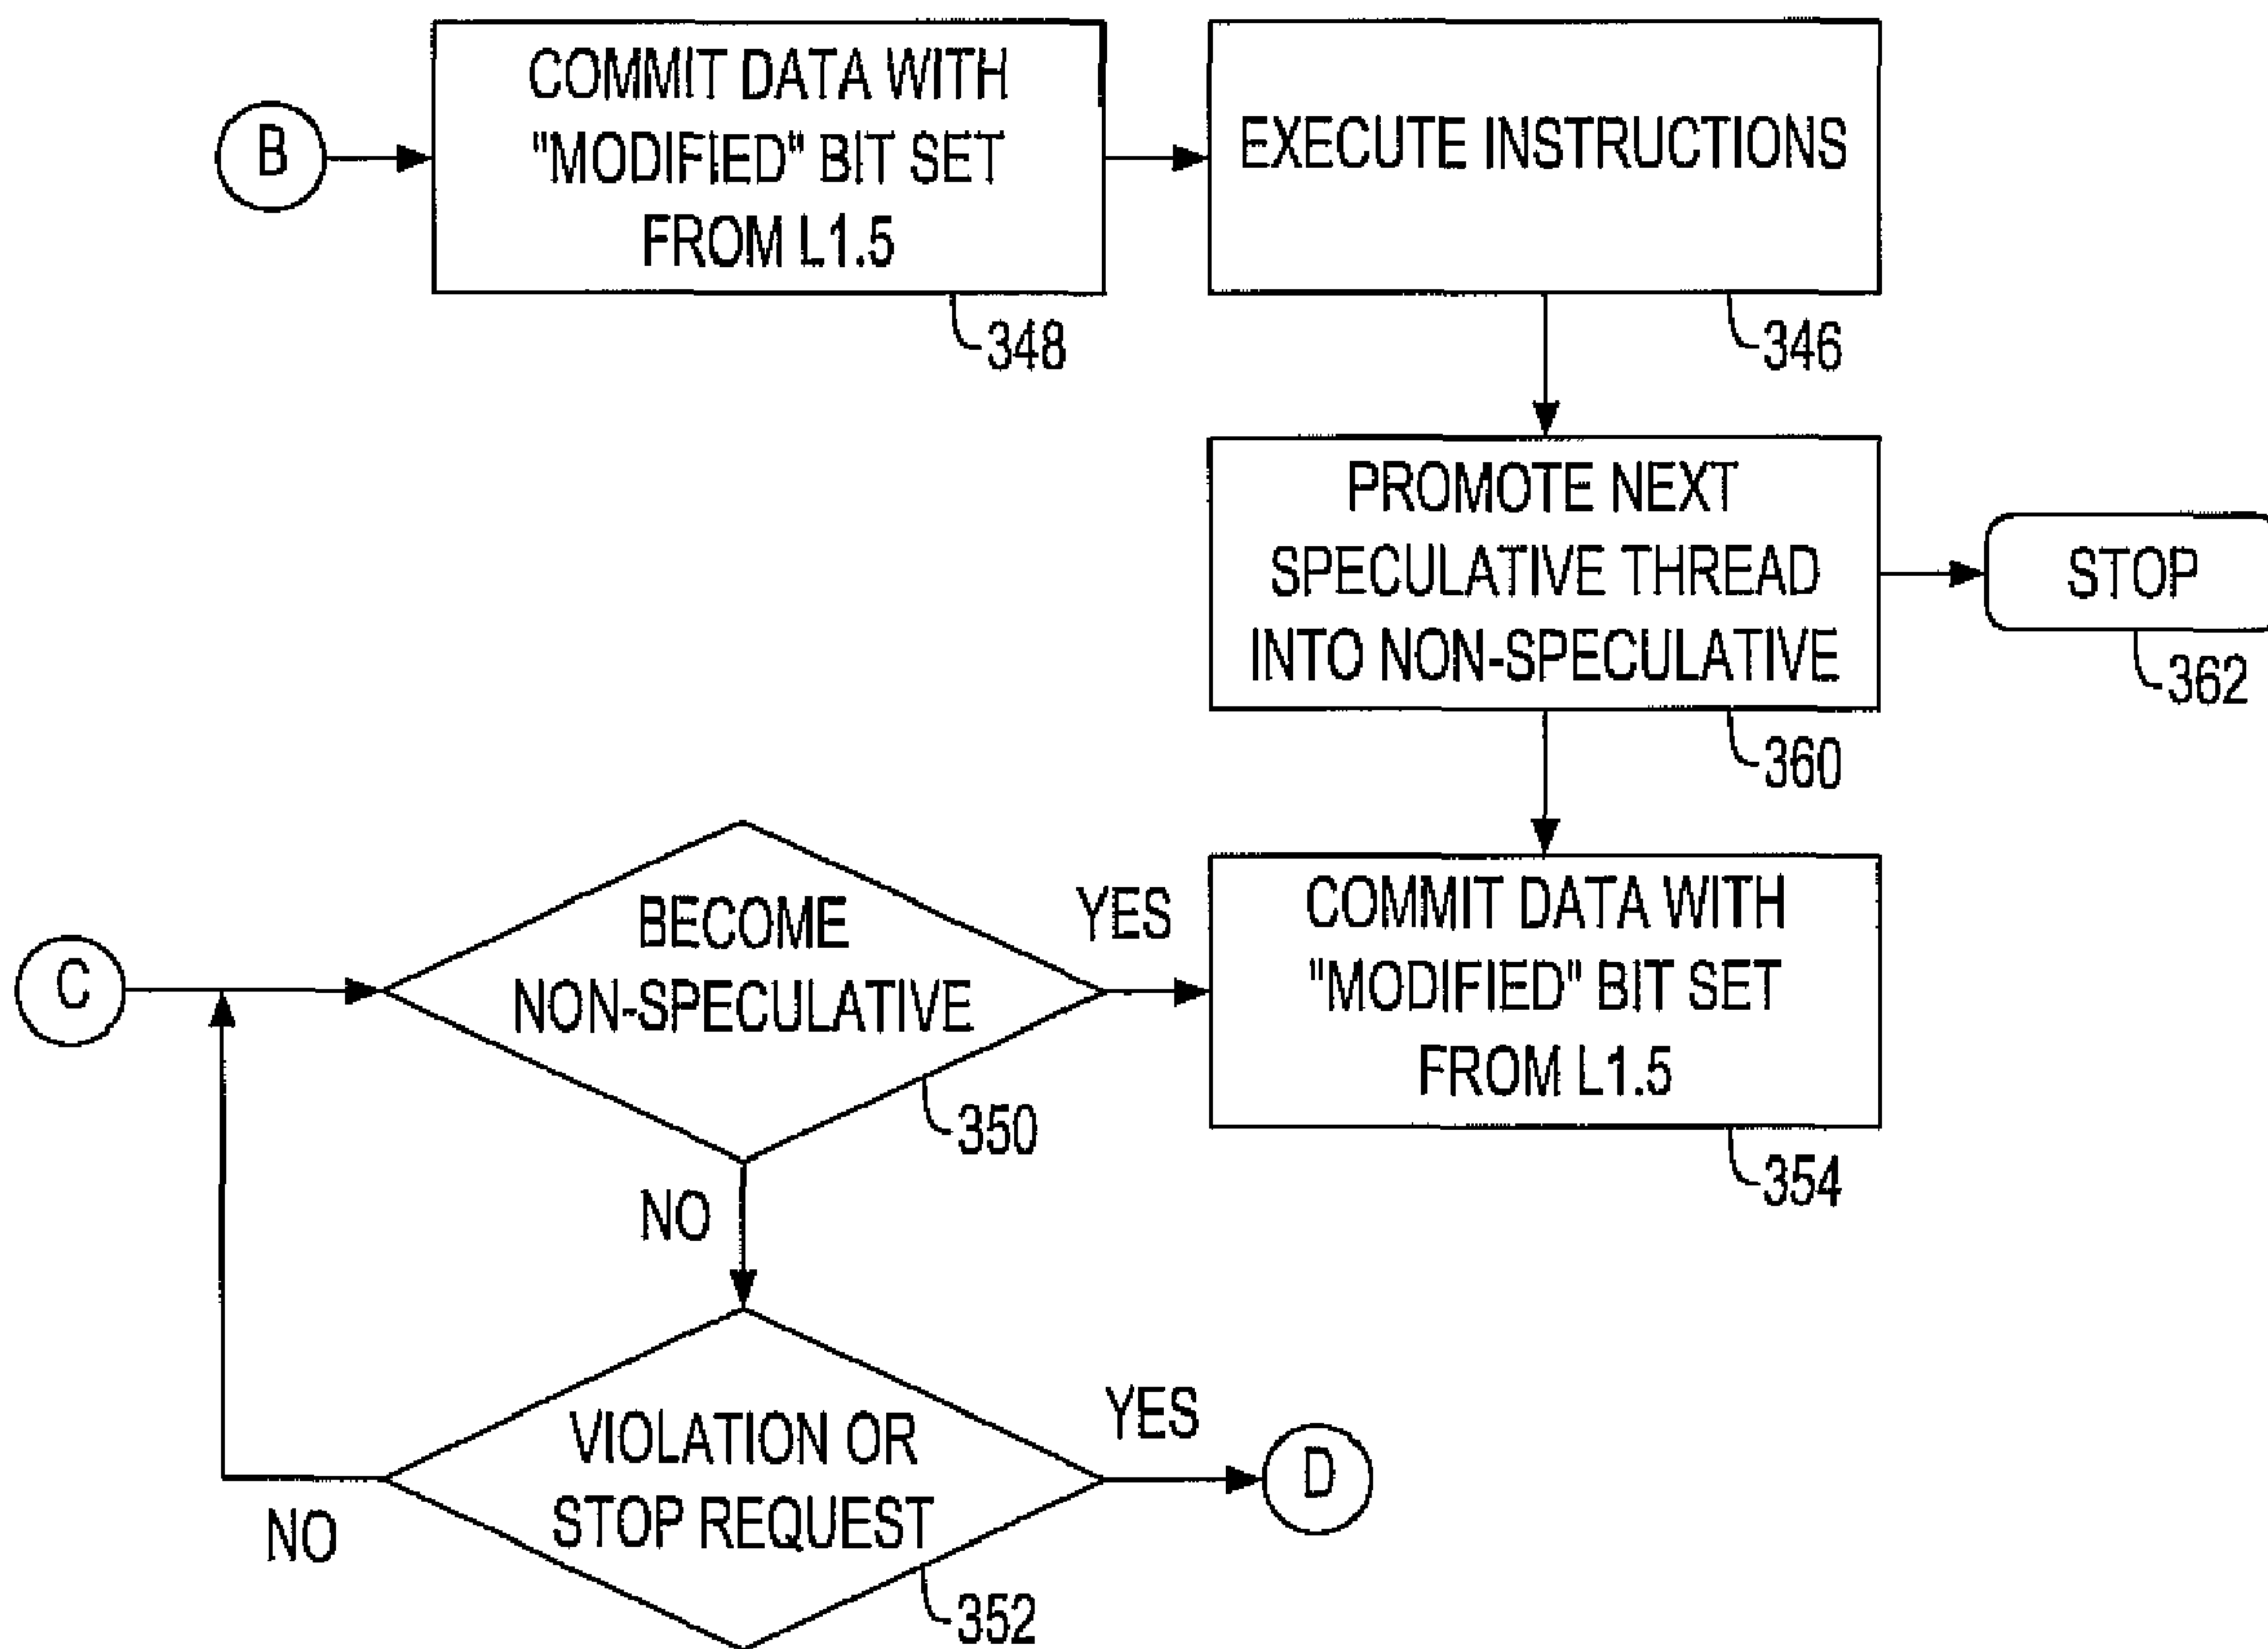 B
COMMIT DATA WITH
"MODIFIED" BIT SET
FROM L1.5
348
EXECUTE INSTRUCTIONS
346
PROMOTE NEXT
SPECULATIVE THREAD
INTO NON-SPECULATIVE
360
STOP
362
C
BECOME
NON-SPECULATIVE
350
YES
NO
COMMIT DATA WITH
"MODIFIED" BIT SET
FROM L1.5
354
VIOLATION OR
STOP REQUEST
352
YES
NO
D